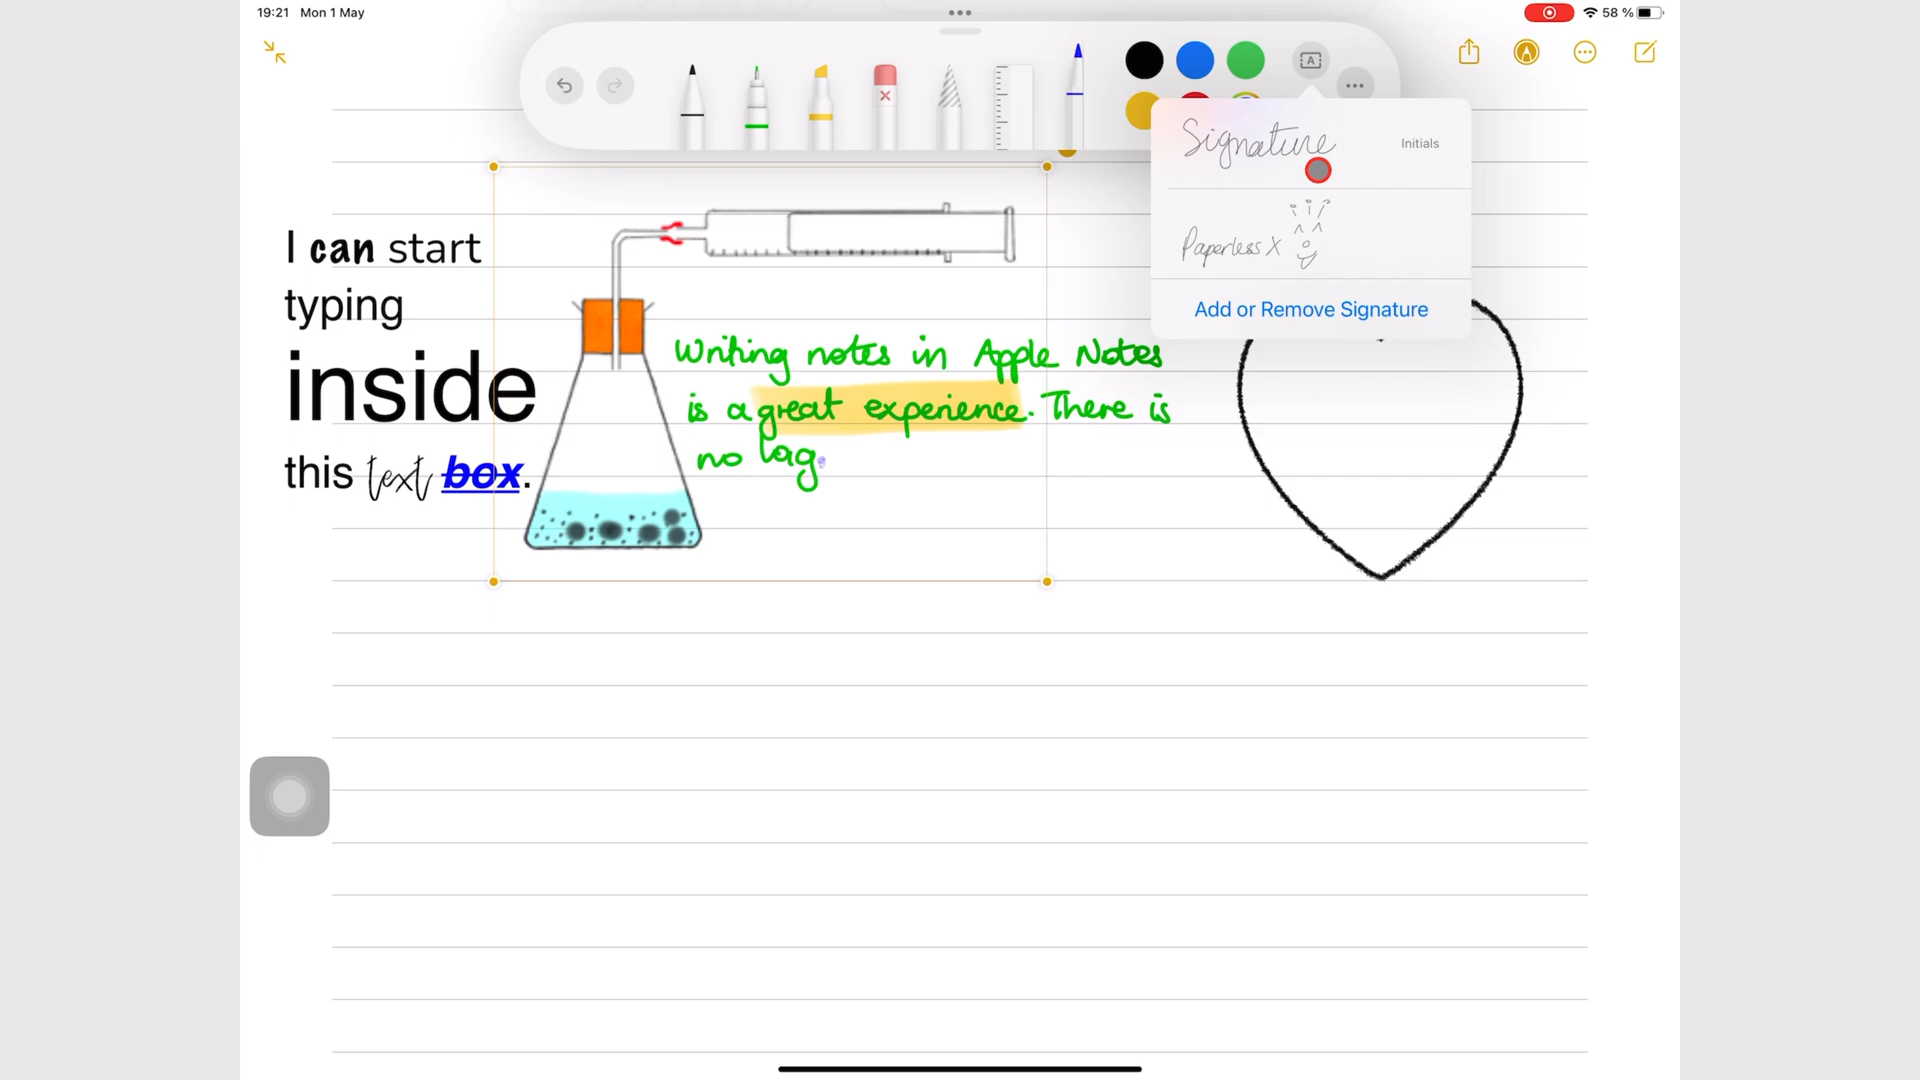 19:21 Mon 1 May
58 %
A
Signature
Initials
Paperless X
Add or Remove Signature
I can start
typing
inside
this text box.
Writing notes in Apple Notes
is a great experience. There is
no lag.